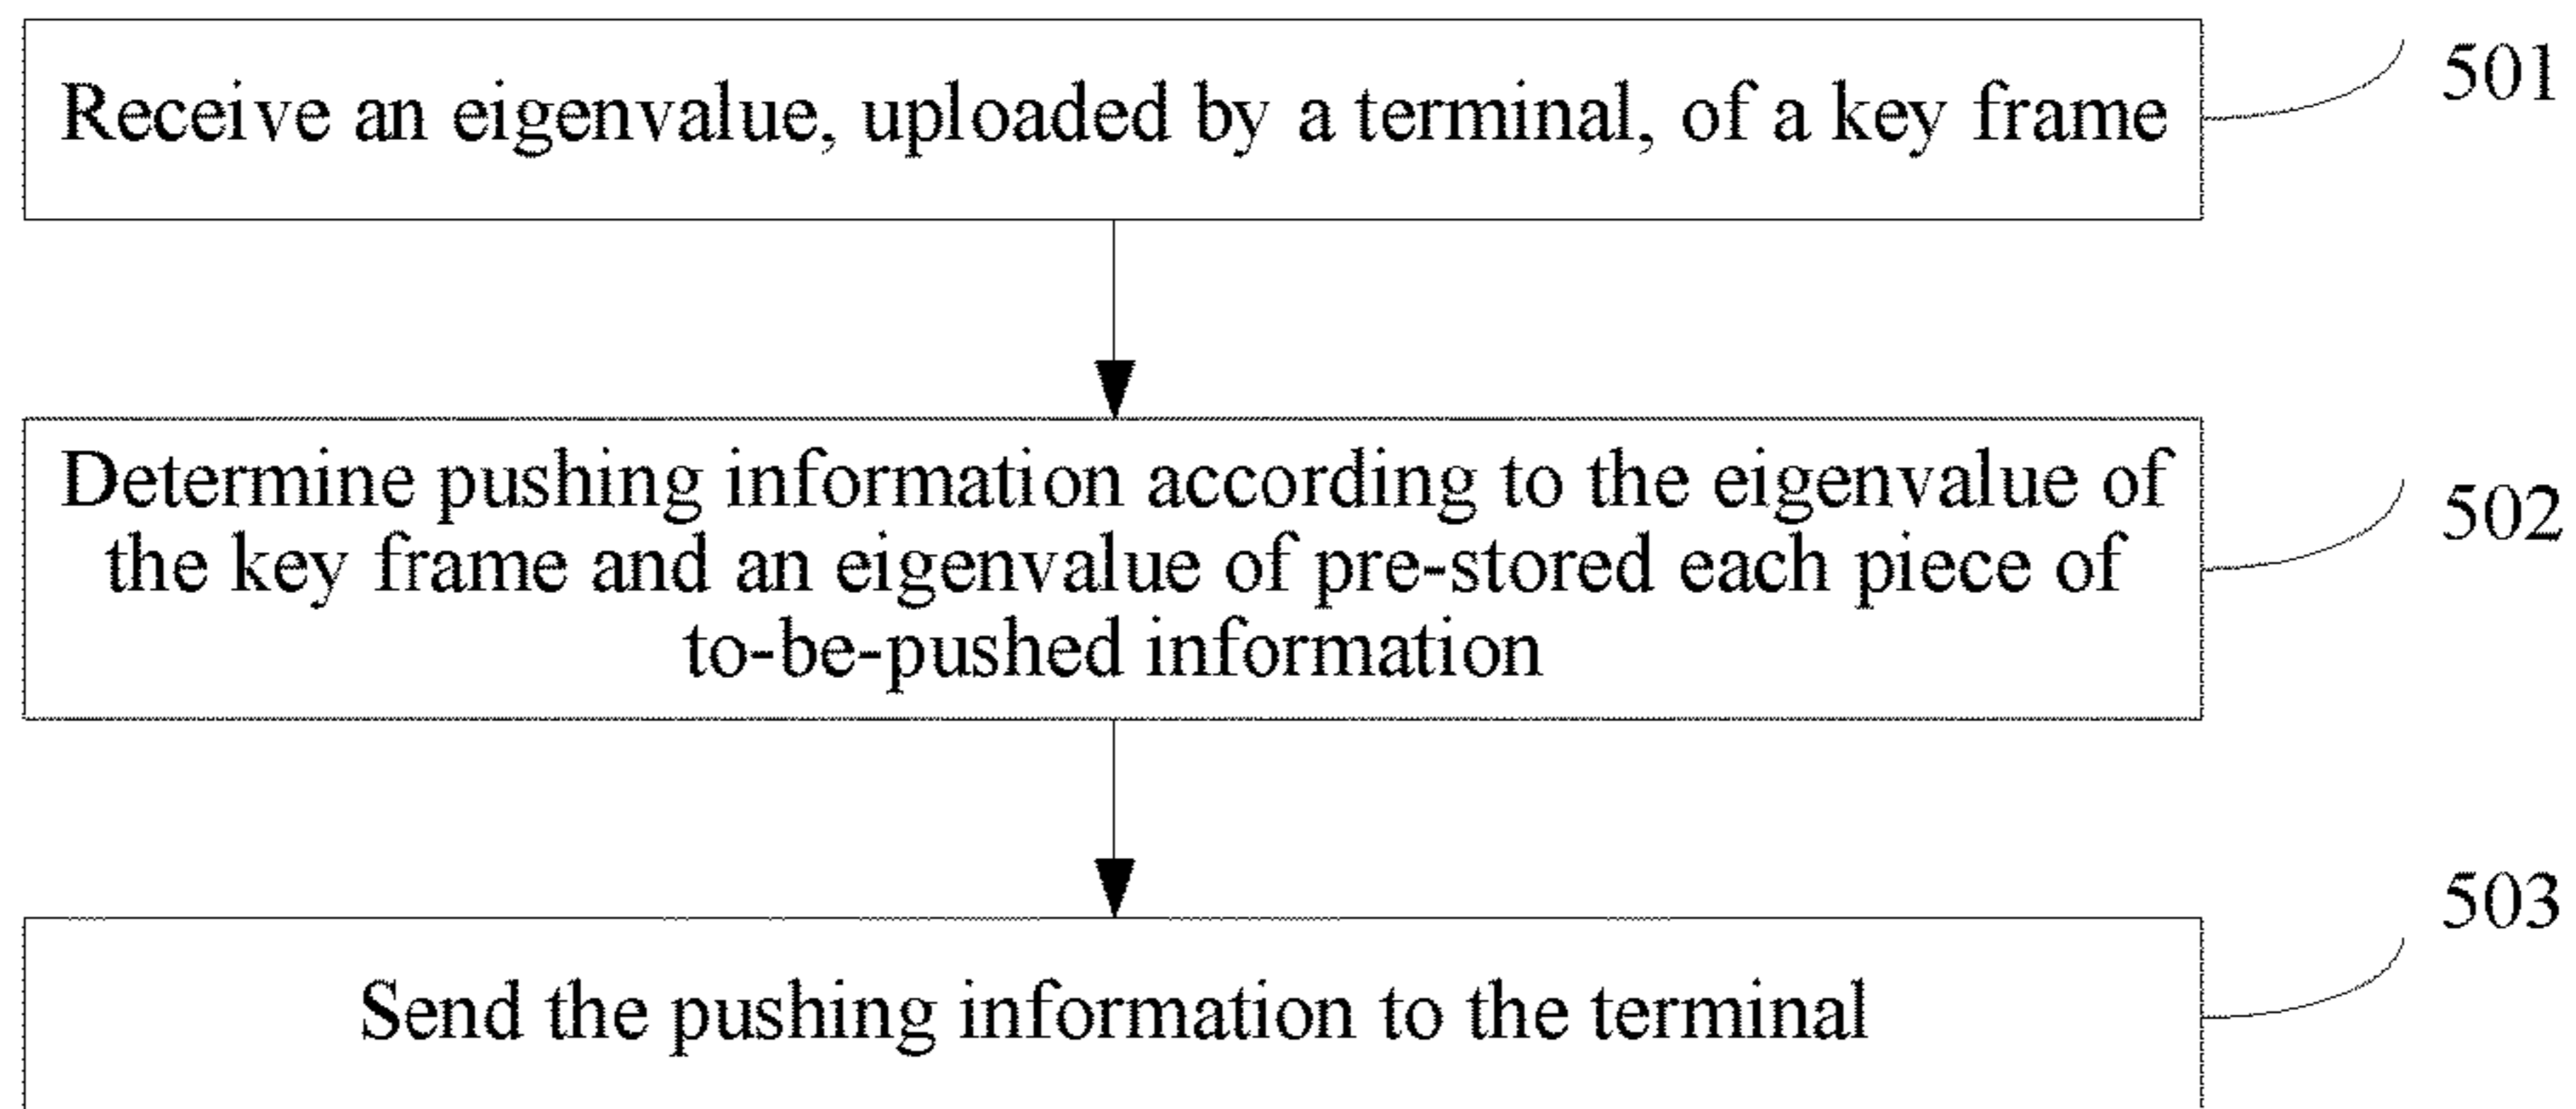 Receive an eigenvalue, uploaded by a terminal, of a key frame
501
Determine pushing information according to the eigenvalue of
the key frame and an eigenvalue of pre-stored each piece of
to-be-pushed information
502
Send the pushing information to the terminal
503